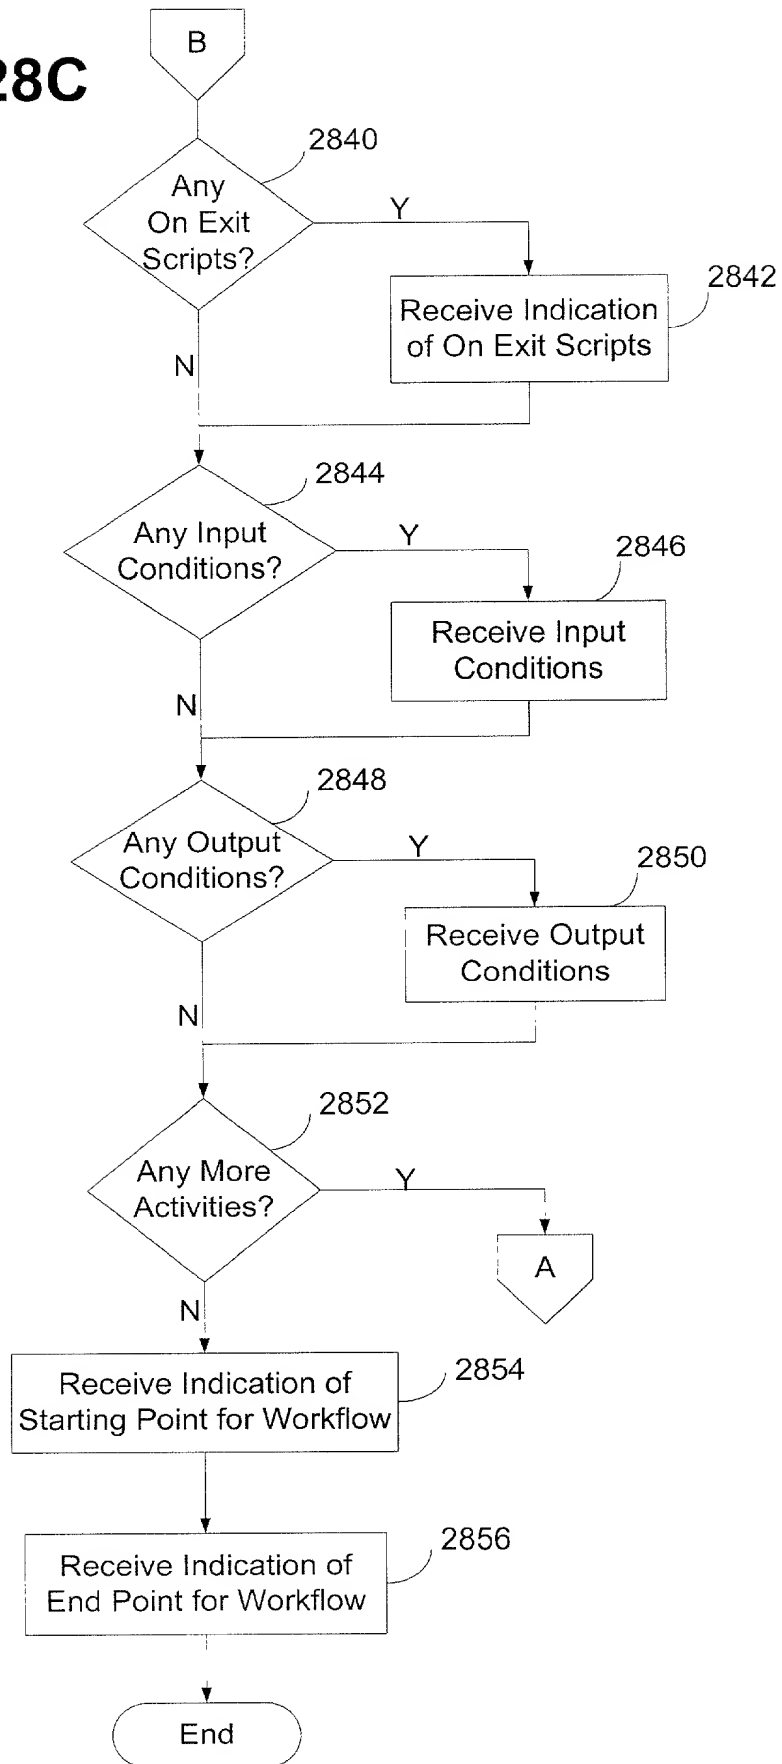 28C
B
2840
Any
On Exit
Scripts?
Y
2842
Receive Indication
of On Exit Scripts
N
2844
Any Input
Conditions?
Y
2846
Receive Input
Conditions
N
2848
Any Output
Conditions?
Y
2850
Receive Output
Conditions
N
2852
Any More
Activities?
Y
A
N
2854
Receive Indication of
Starting Point for Workflow
2856
Receive Indication of
End Point for Workflow
End